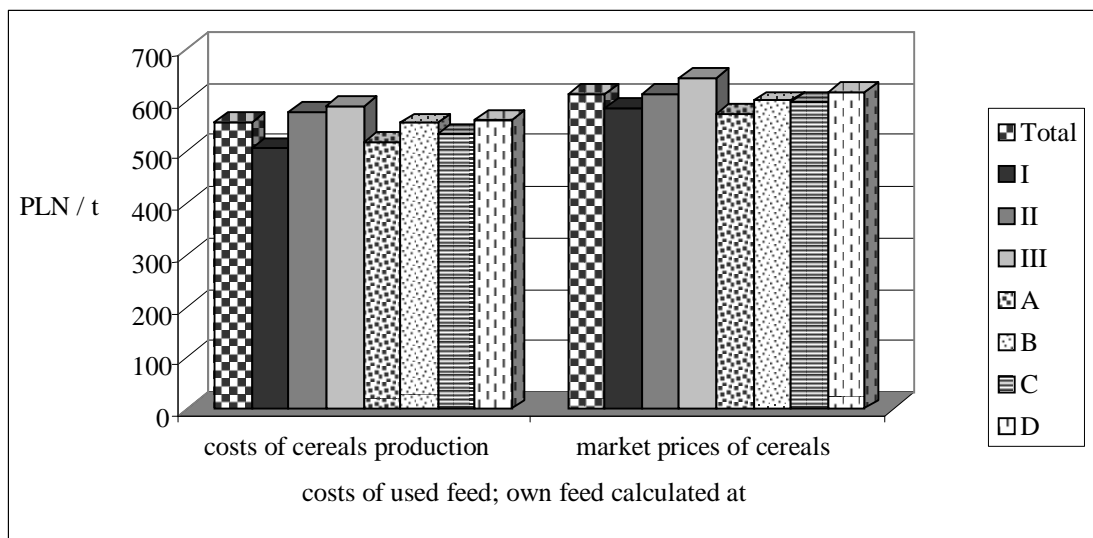 700
600
500
400
300
200
100
0
PLN / t
costs of cereals production
market prices of cereals
costs of used feed; own feed calculated at
Total
I
II
III
A
B
C
D